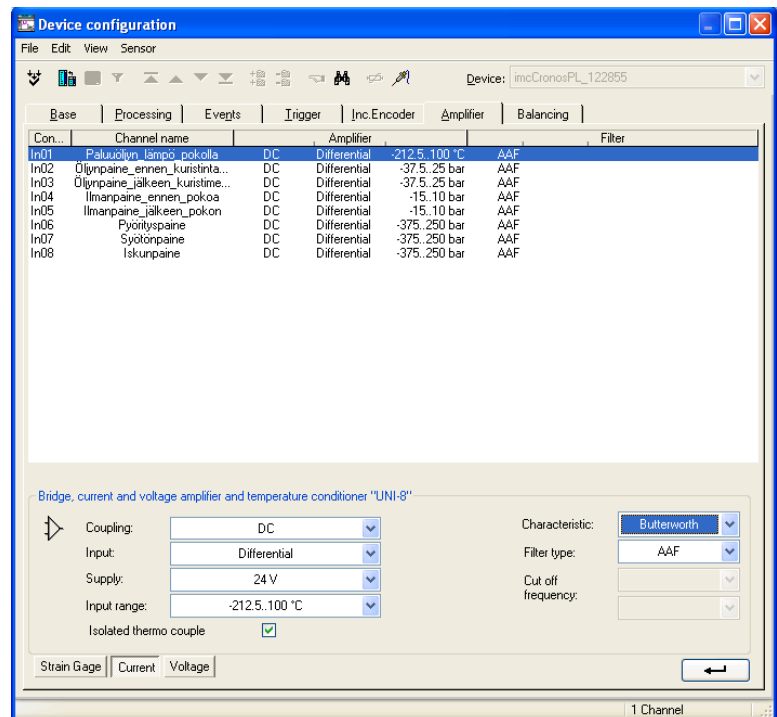 Device configuration
File Edit View Sensor
Device: imcCronosPL_122855
Base Processing Events Trigger Inc.Encoder Amplifier Balancing
Con... Channel name Amplifier Filter
In01 Paluuöljyn_lämpö_pokolla DC Differential -212.5..100 °C AAF
In02 Öljynpaine_ennen_kuristinta... DC Differential -37.5..25 bar AAF
In03 Öljynpaine_jälkeen_kuristime... DC Differential -37.5..25 bar AAF
In04 Ilmanpaine_ennen_pokoa DC Differential -15..10 bar AAF
In05 Ilmanpaine_jälkeen_pokon DC Differential -15..10 bar AAF
In06 Pyörityspaine DC Differential -375..250 bar AAF
In07 Syötönpaine DC Differential -375..250 bar AAF
In08 Iskunpaine DC Differential -375..250 bar AAF
Bridge, current and voltage amplifier and temperature conditioner "UNI-8"
Coupling: DC Characteristic: Butterworth
Input: Differential Filter type: AAF
Supply: 24 V Cut off frequency:
Input range: -212.5..100 °C
Isolated thermo couple
Strain Gage Current Voltage
1 Channel